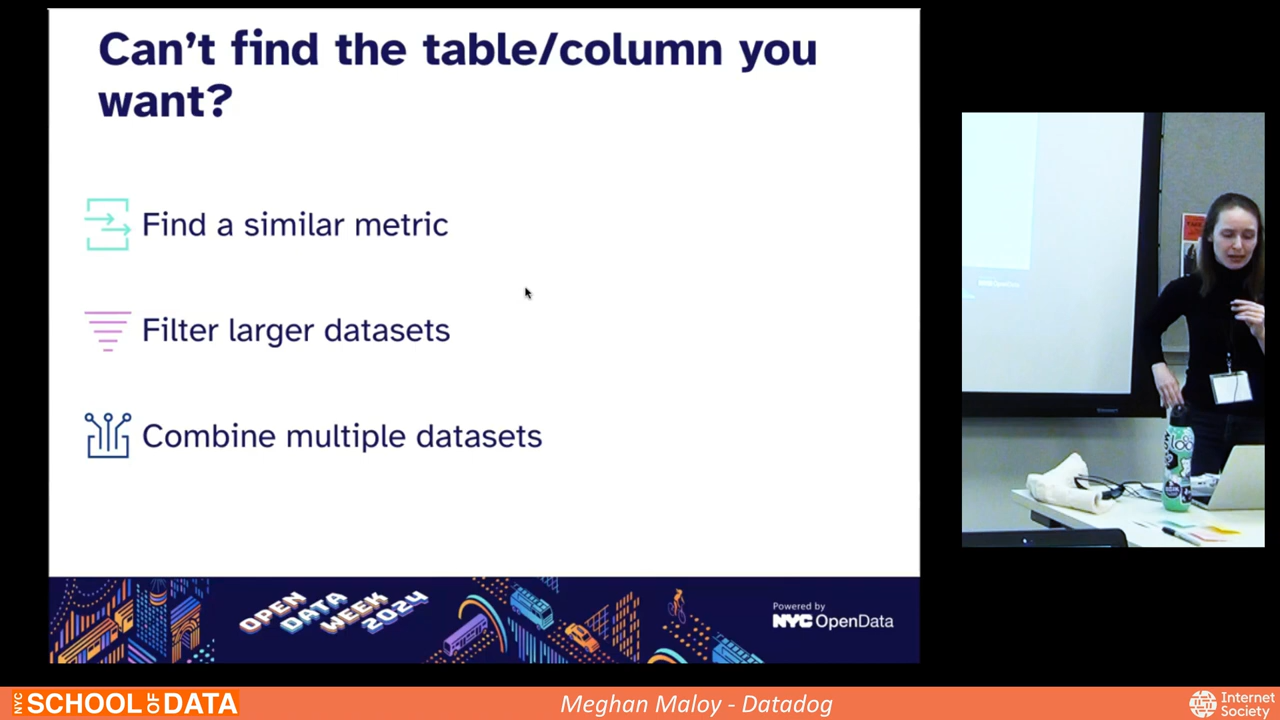 Can’t find the table/column you
want?
Find a similar metric
Filter larger datasets
Combine multiple datasets
OPEN
DATA
WEEK
2024
Powered by
NYC OpenData
NYC SCHOOL OF DATA
Meghan Maloy - Datadog
Internet
Society